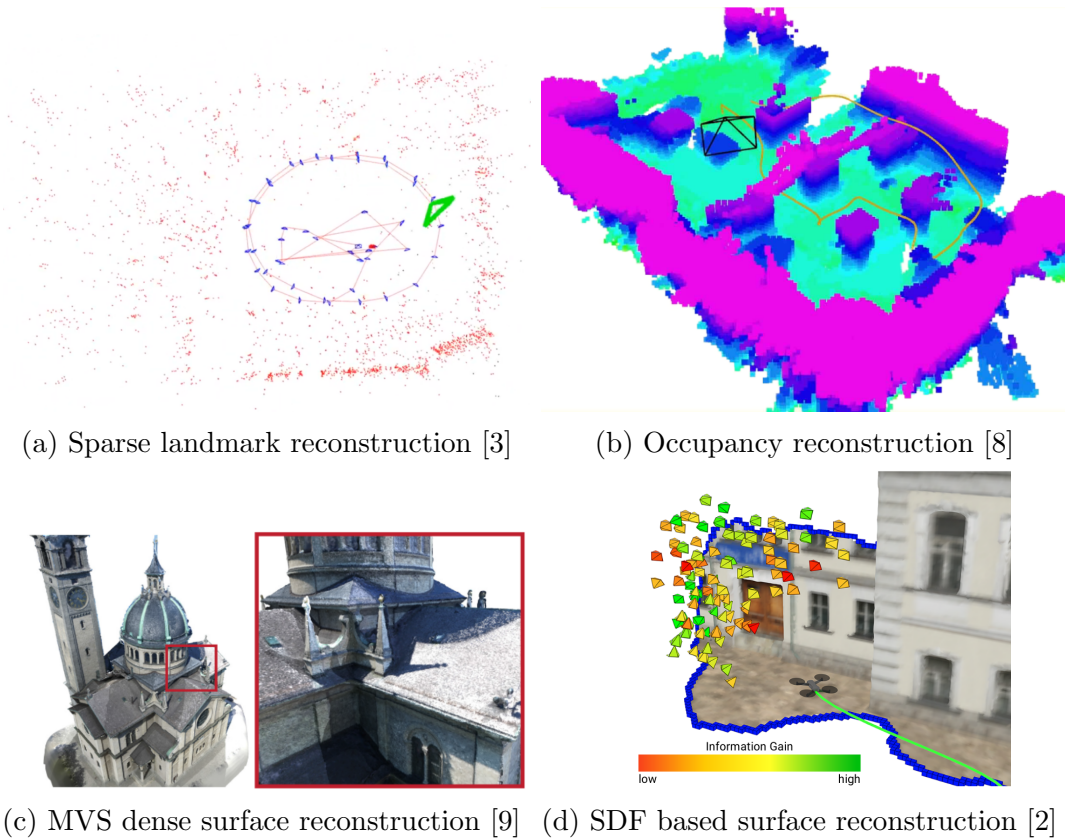 (a) Sparse landmark reconstruction [3]
(b) Occupancy reconstruction [8]
Information Gain
low
high
(c) MVS dense surface reconstruction [9]
(d) SDF based surface reconstruction [2]